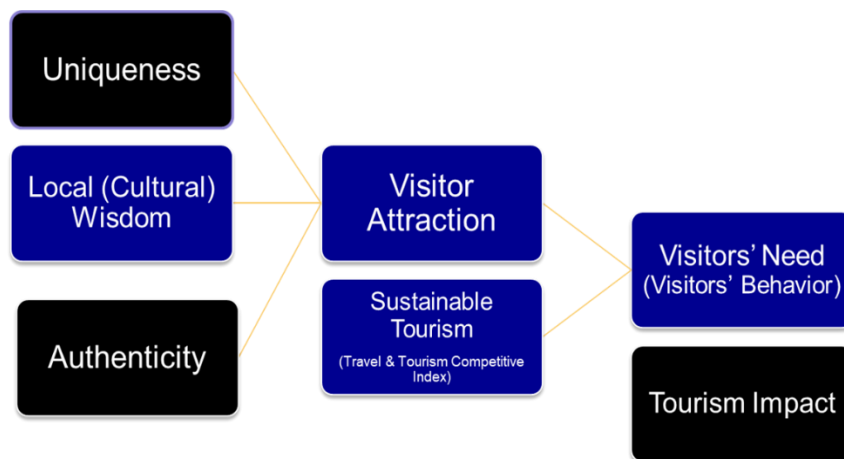 Uniqueness
Local (Cultural)
Wisdom
Authenticity
Visitor
Attraction
Sustainable
Tourism
(Travel & Tourism Competitive
Index)
Visitors' Need
(Visitors' Behavior)
Tourism Impact